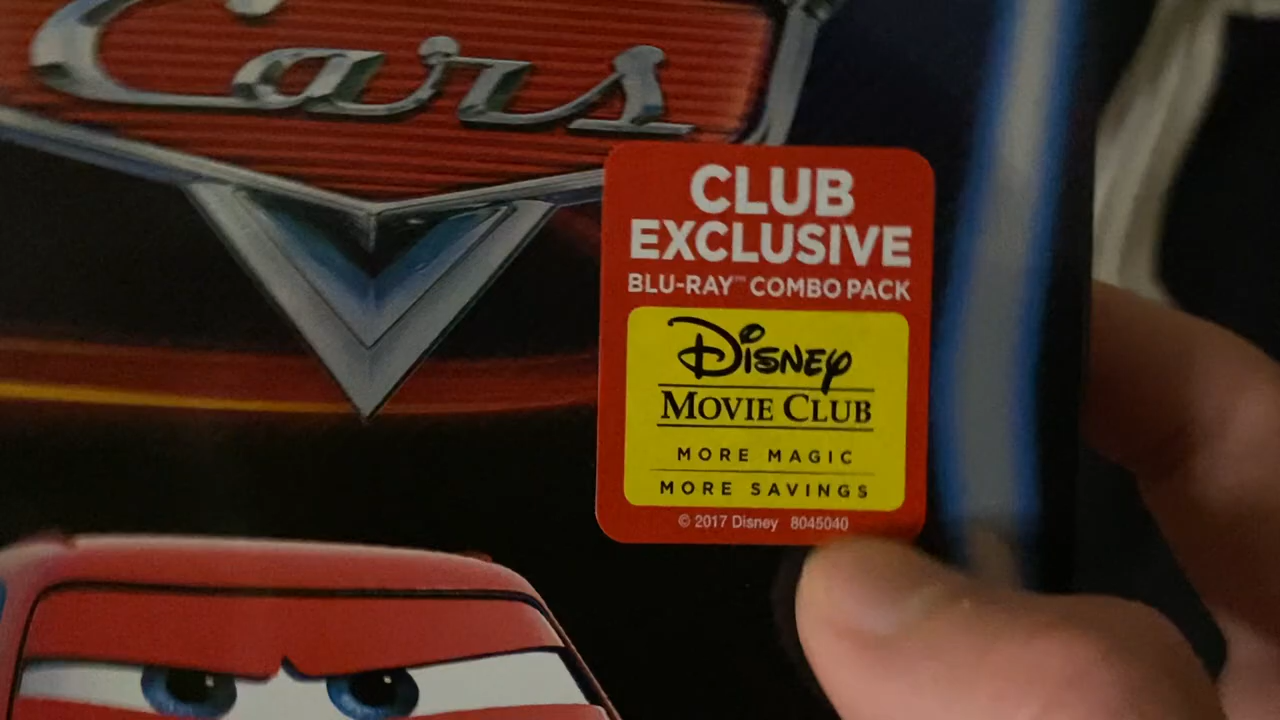 Cars
CLUB
EXCLUSIVE
BLU-RAY™ COMBO PACK
Disney
MOVIE CLUB
MORE MAGIC
MORE SAVINGS
© 2017 Disney 8045040